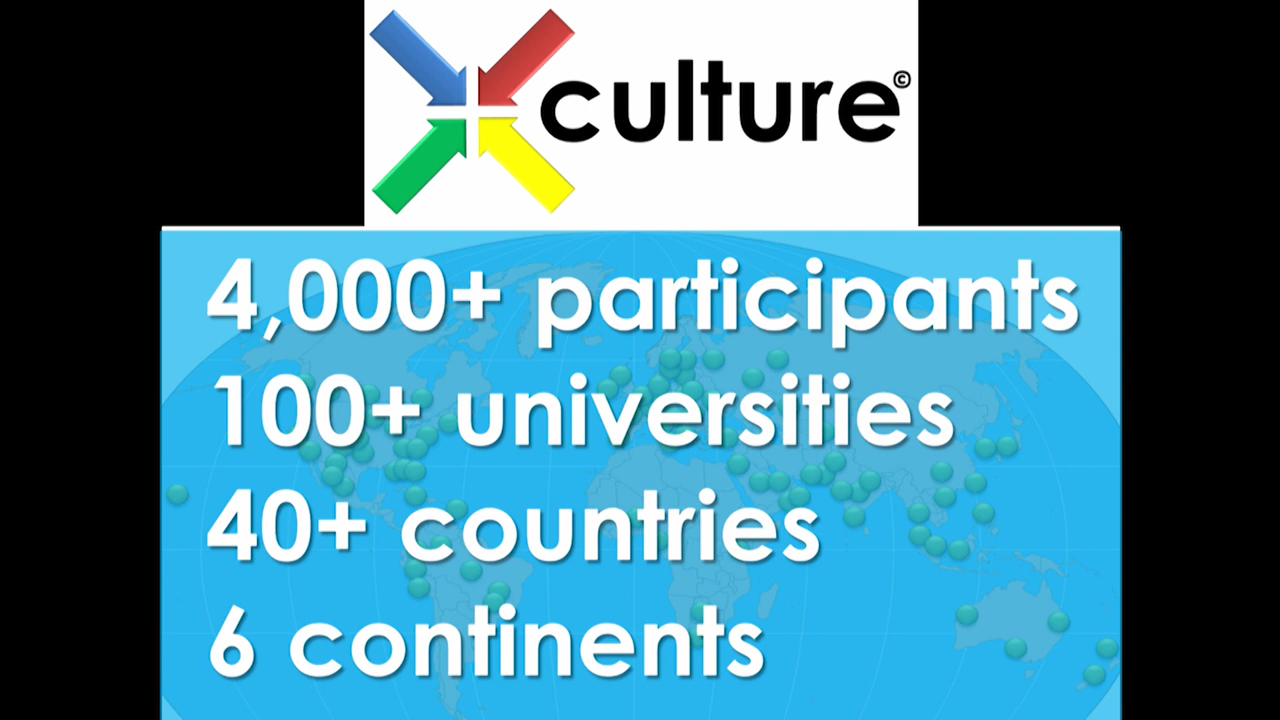 culture©
4,000+ participants
100+ universities
40+ countries
6 continents